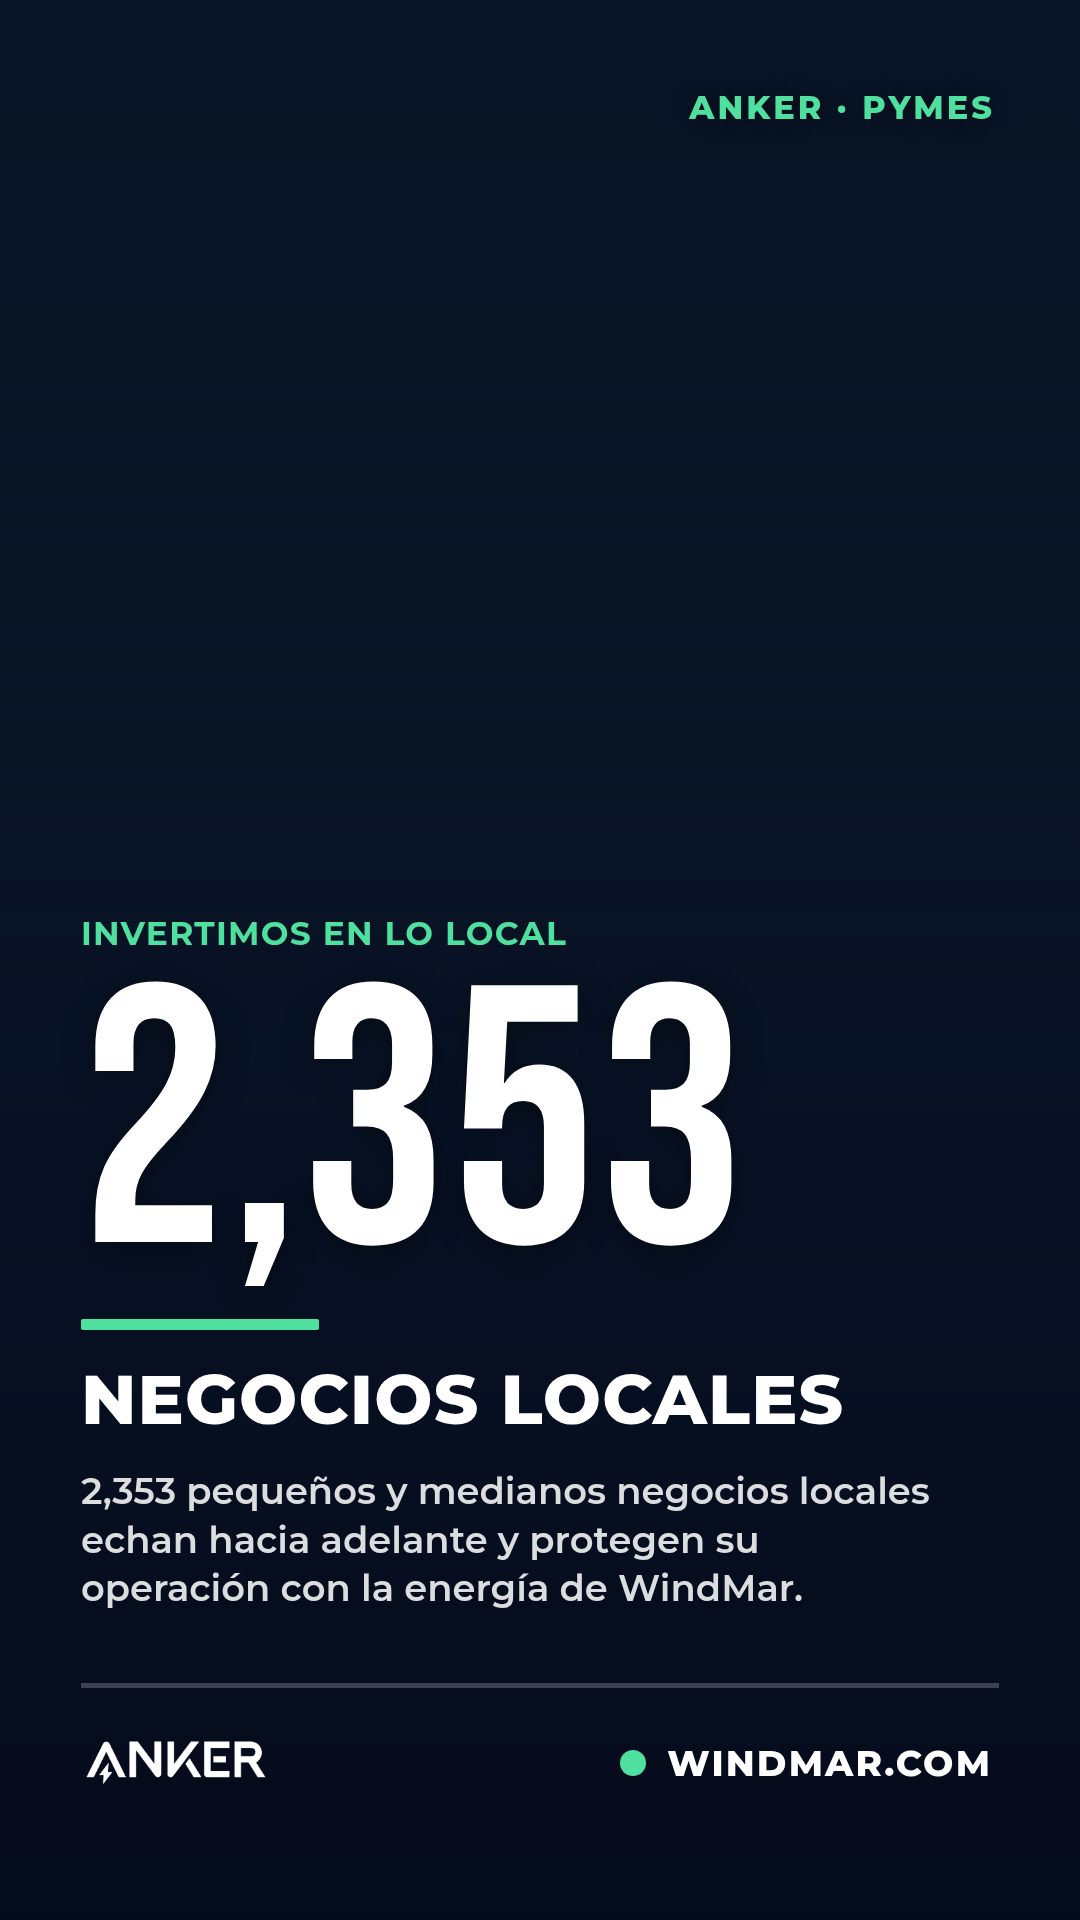 ANKER · PYMES
INVERTIMOS EN LO LOCAL
2,353
NEGOCIOS LOCALES
2,353 pequeños y medianos negocios locales
echan hacia adelante y protegen su
operación con la energía de WindMar.
ANKER
WINDMAR.COM